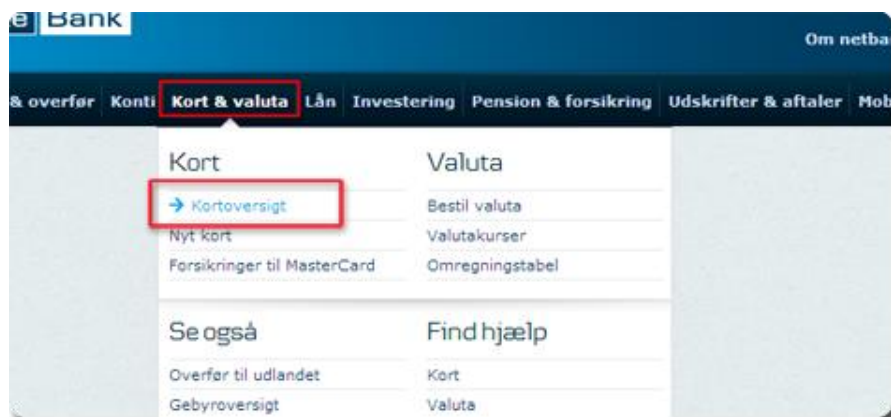 e Bank
Om netba
& overfør Konti Kort & valuta Lån Investering Pension & forsikring Udskrifter & aftaler Mob
Kort
→ Kortoversigt
Nyt kort
Forsikringer til MasterCard
Valuta
Bestil valuta
Valutakurser
Omregningstabel
Se også
Overfør til udlandet
Gebyroversigt
Find hjælp
Kort
Valuta